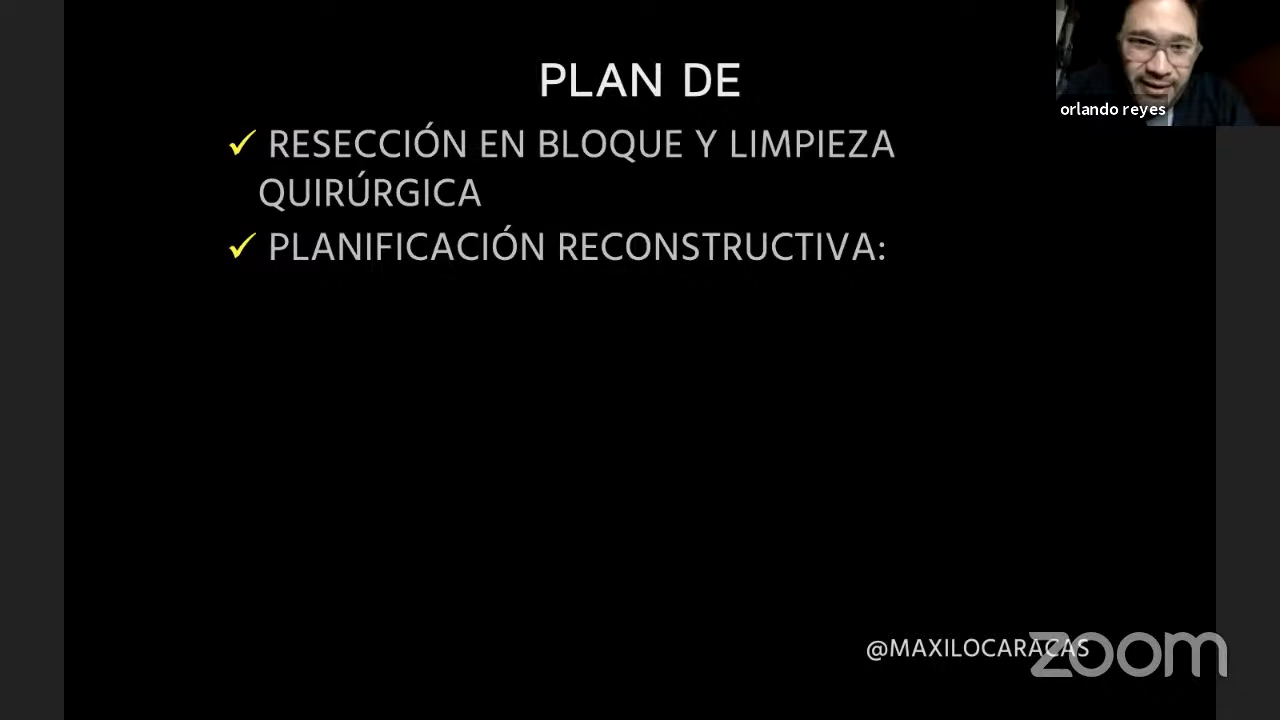 PLAN DE
✓ RESECCIÓN EN BLOQUE Y LIMPIEZA
QUIRÚRGICA
✓ PLANIFICACIÓN RECONSTRUCTIVA:
orlando reyes
@MAXILOCARACAS
zoom